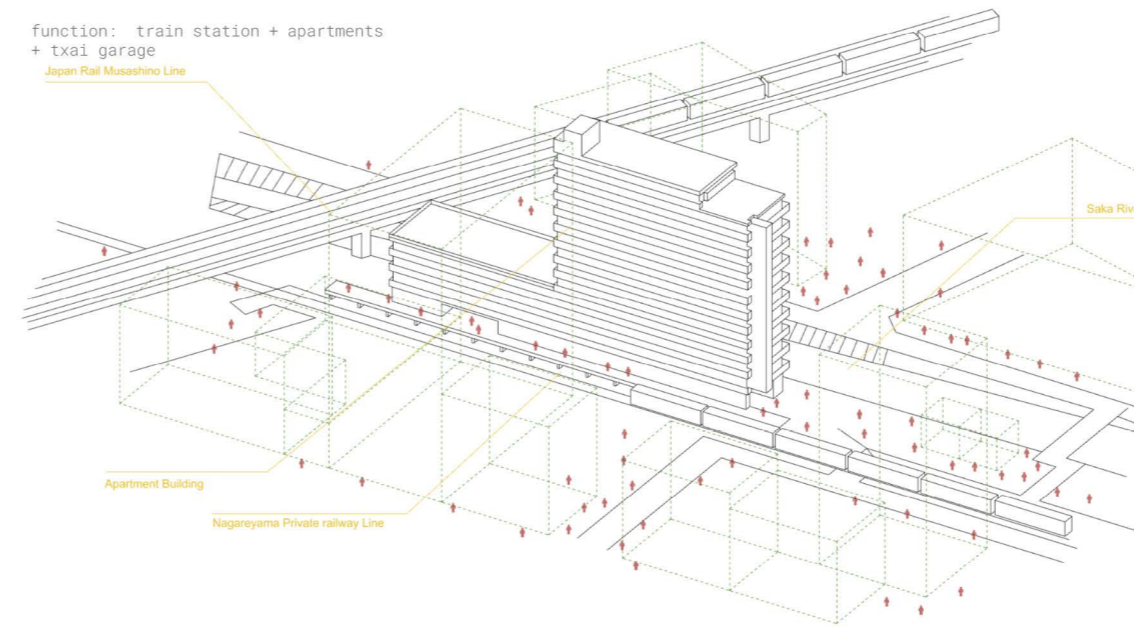 function:  train station + apartments
+ txai garage
Japan Rail Musashino Line
Saka Riv
Apartment Building
Nagareyama Private railway Line